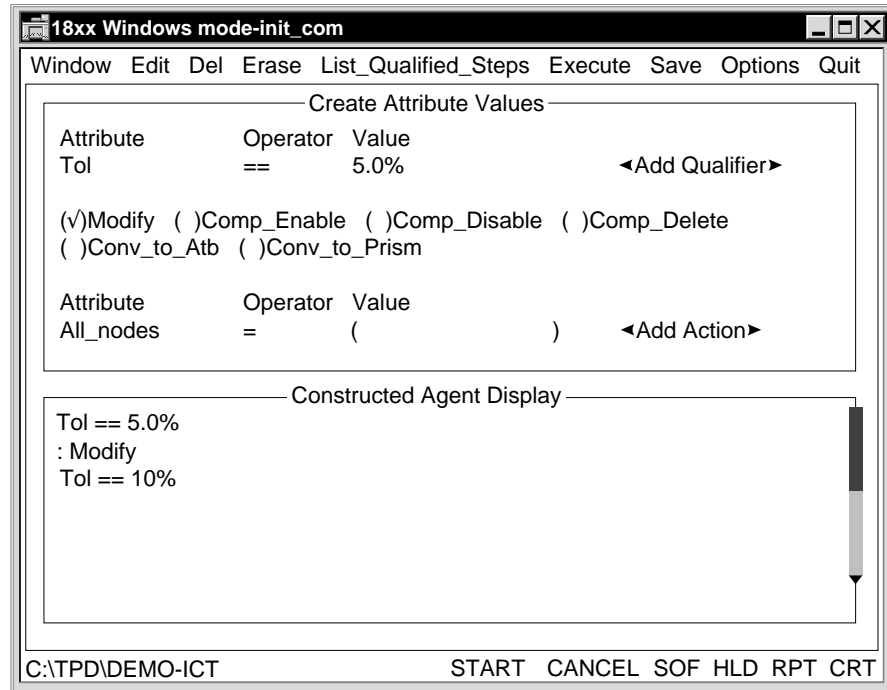 18xx Windows mode-init_com
Window Edit Del Erase List_Qualified_Steps Execute Save Options Quit
Create Attribute Values
Attribute Operator Value
Tol == 5.0% ◄Add Qualifier►
(√)Modify ( )Comp_Enable ( )Comp_Disable ( )Comp_Delete
( )Conv_to_Atb ( )Conv_to_Prism
Attribute Operator Value
All_nodes = ( ) ◄Add Action►
Constructed Agent Display
Tol == 5.0%
: Modify
Tol == 10%
C:\TPD\DEMO-ICT START CANCEL SOF HLD RPT CRT